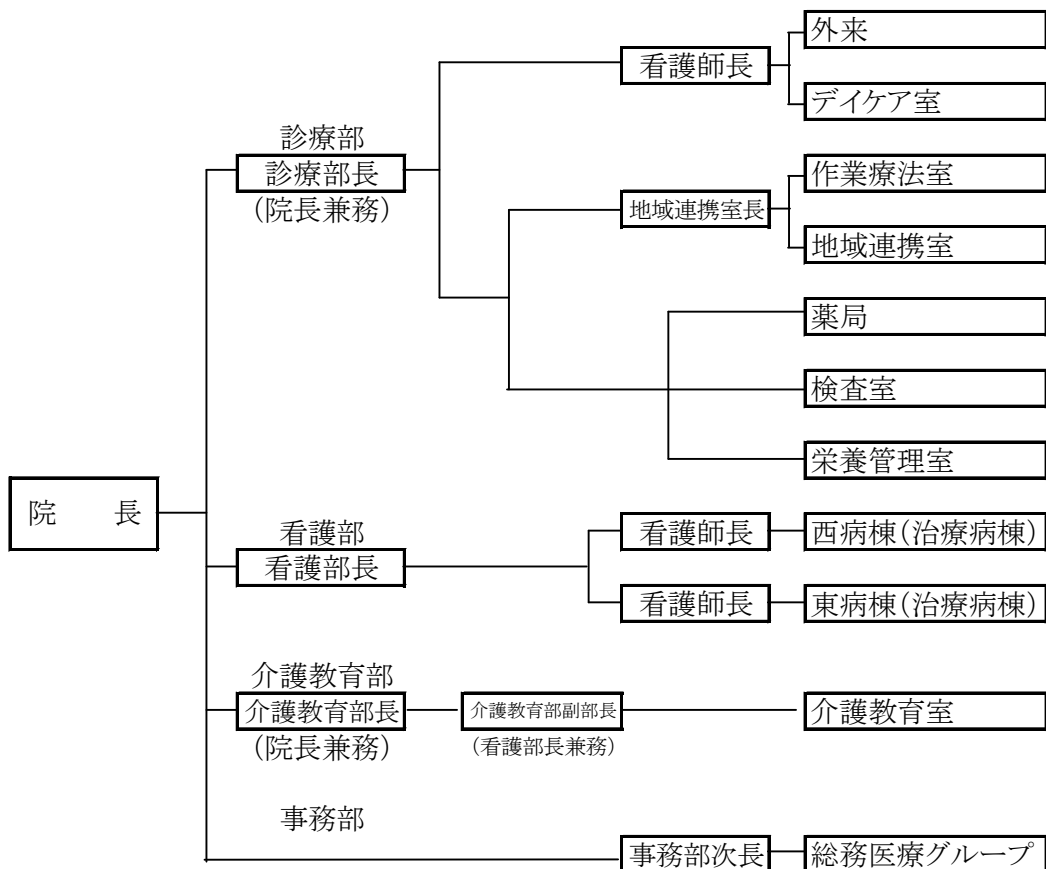 外来
看護師長
デイケア室
診療部
診療部長
(院長兼務)
作業療法室
地域連携室長
地域連携室
薬局
検査室
栄養管理室
院　　長
看護部
看護部長
看護師長
西病棟(治療病棟)
看護師長
東病棟(治療病棟)
介護教育部
介護教育部長
(院長兼務)
介護教育部副部長
(看護部長兼務)
介護教育室
事務部
事務部次長
総務医療グループ